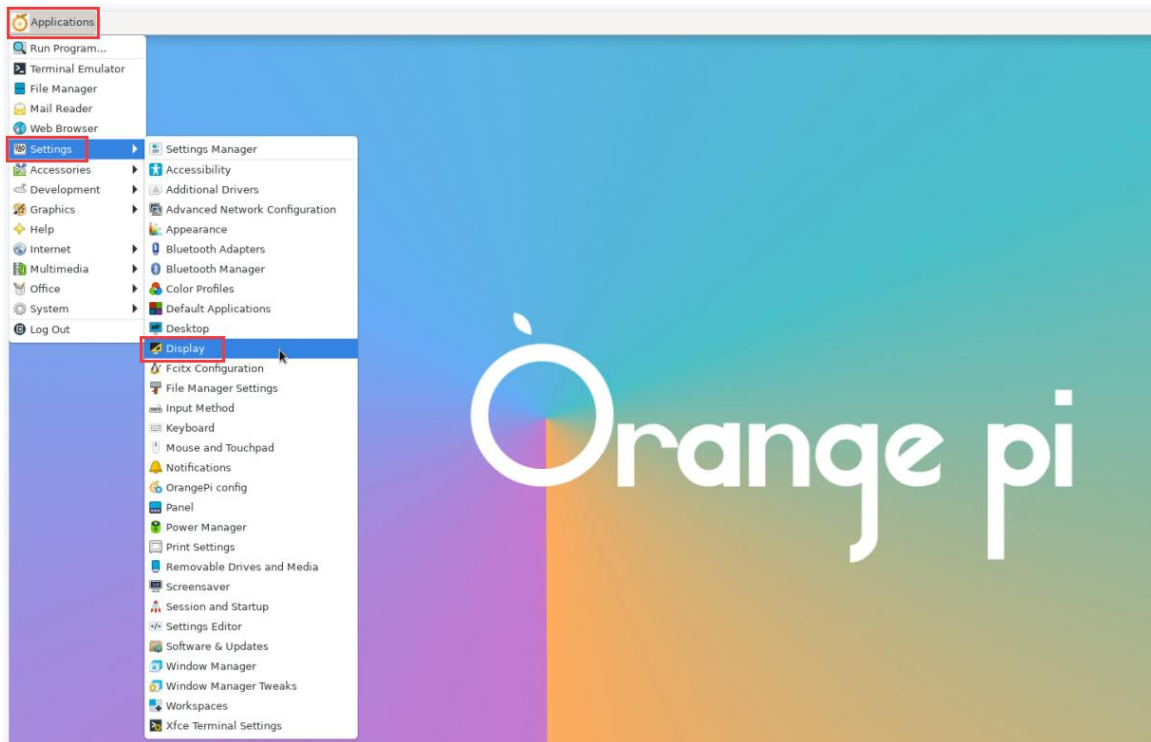 Applications
Run Program...
Terminal Emulator
File Manager
Mail Reader
Web Browser
Settings
Accessories
Development
Graphics
Help
Internet
Multimedia
Office
System
Log Out
Settings Manager
Accessibility
Additional Drivers
Advanced Network Configuration
Appearance
Bluetooth Adapters
Bluetooth Manager
Color Profiles
Default Applications
Desktop
Display
Fcitx Configuration
File Manager Settings
Input Method
Keyboard
Mouse and Touchpad
Notifications
OrangePi config
Panel
Power Manager
Print Settings
Removable Drives and Media
Screensaver
Session and Startup
Settings Editor
Software & Updates
Window Manager
Window Manager Tweaks
Workspaces
Xfce Terminal Settings
Orange pi